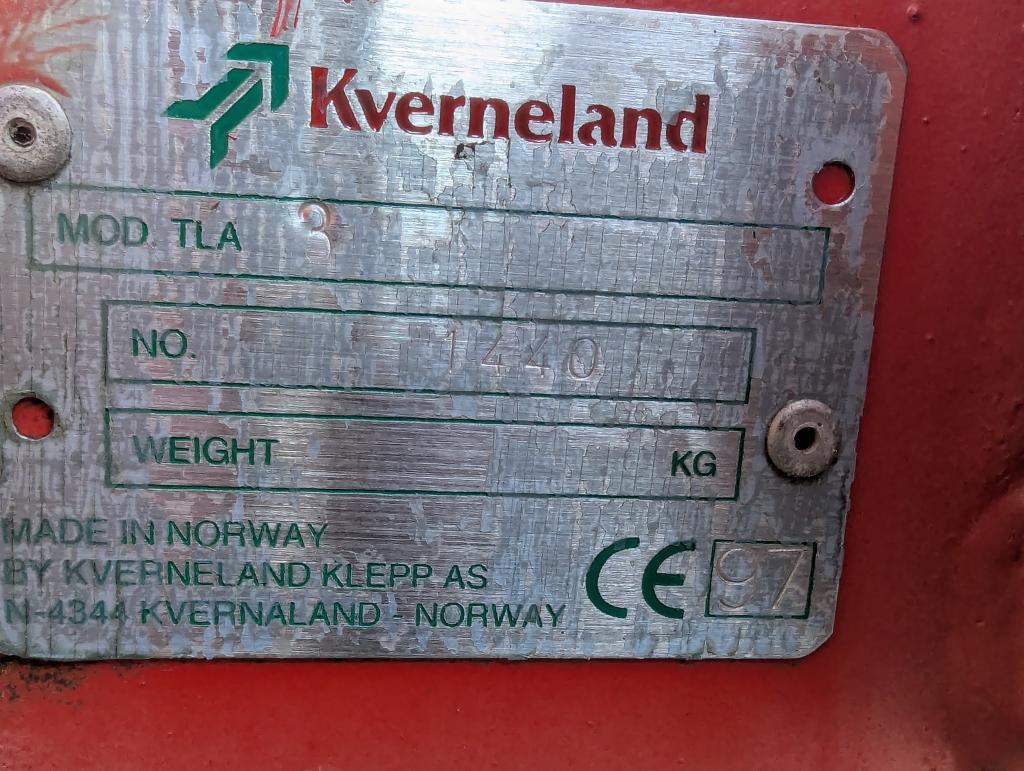 Kverneland
MOD. TLA 3
NO. 1440
WEIGHT KG
MADE IN NORWAY
BY KVERNELAND KLEPP AS
N-4344 KVERNALAND - NORWAY
CE 97